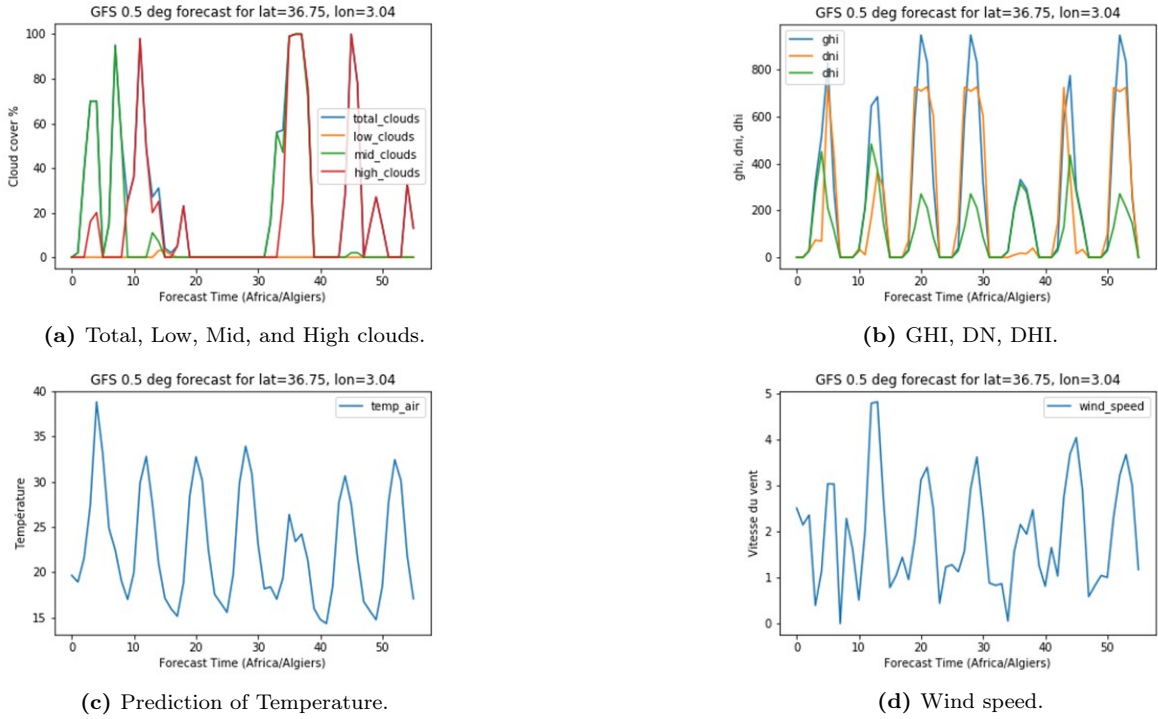 GFS 0.5 deg forecast for lat=36.75, lon=3.04
Cloud cover %
100
80
60
40
20
0
total_clouds
low_clouds
mid_clouds
high_clouds
0 10 20 30 40 50
Forecast Time (Africa/Algiers)
(a) Total, Low, Mid, and High clouds.
GFS 0.5 deg forecast for lat=36.75, lon=3.04
ghi, dni, dhi
800
600
400
200
0
ghi
dni
dhi
0 10 20 30 40 50
Forecast Time (Africa/Algiers)
(b) GHI, DN, DHI.
GFS 0.5 deg forecast for lat=36.75, lon=3.04
Température
40
35
30
25
20
15
temp_air
0 10 20 30 40 50
Forecast Time (Africa/Algiers)
(c) Prediction of Temperature.
GFS 0.5 deg forecast for lat=36.75, lon=3.04
Vitesse du vent
5
4
3
2
1
0
wind_speed
0 10 20 30 40 50
Forecast Time (Africa/Algiers)
(d) Wind speed.